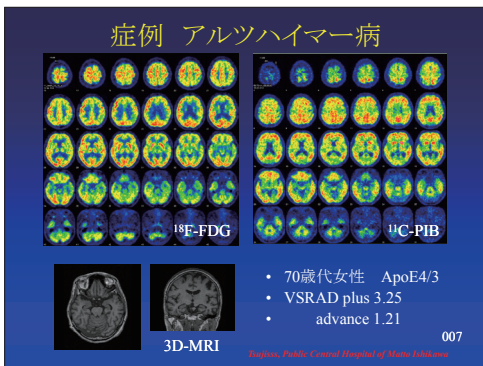 症例 アルツハイマー病
18F-FDG
11C-PIB
3D-MRI
• 70歳代女性 ApoE4/3
• VSRAD plus 3.25
• advance 1.21
007
Tsujisa, Public Central Hospital of Matto Ishikawa